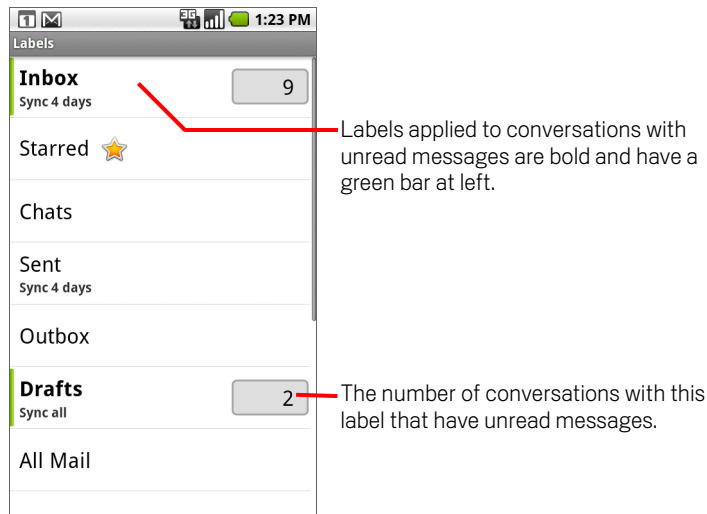 1
3G
1:23 PM
Labels
Inbox
Sync 4 days
9
Labels applied to conversations with
unread messages are bold and have a
green bar at left.
Starred
Chats
Sent
Sync 4 days
Outbox
Drafts
Sync all
2
The number of conversations with this
label that have unread messages.
All Mail